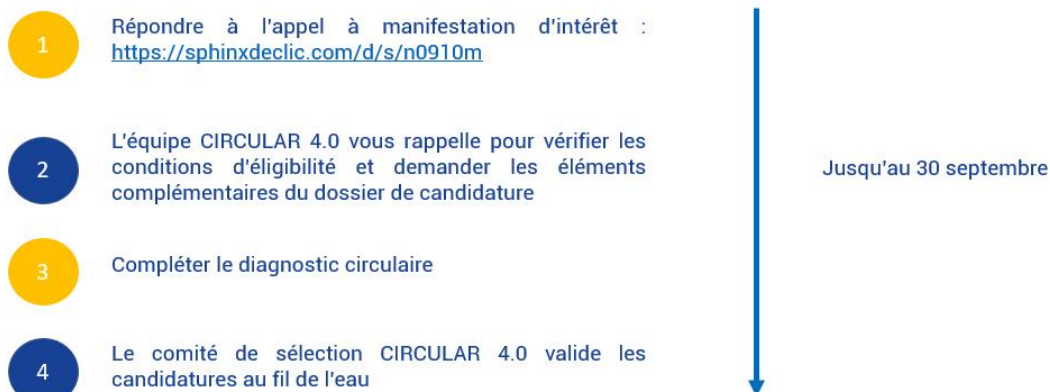 1
Répondre à l'appel à manifestation d'intérêt :
https://sphinxdeclic.com/d/s/n0910m
2
L'équipe CIRCULAR 4.0 vous rappelle pour vérifier les
conditions d'éligibilité et demander les éléments
complémentaires du dossier de candidature
Jusqu'au 30 septembre
3
Compléter le diagnostic circulaire
4
Le comité de sélection CIRCULAR 4.0 valide les
candidatures au fil de l'eau